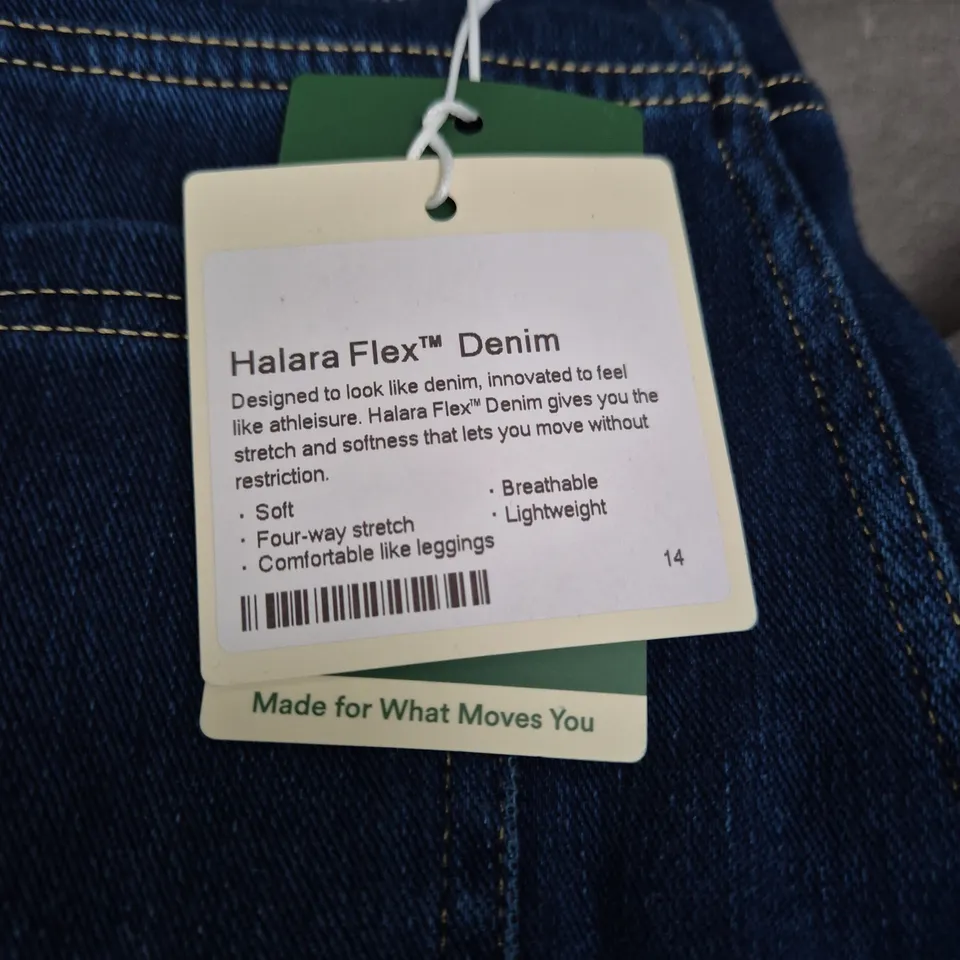 Halara Flex™ Denim
Designed to look like denim, innovated to feel
like athleisure. Halara Flex™ Denim gives you the
stretch and softness that lets you move without
restriction.
· Soft
· Four-way stretch
· Comfortable like leggings
· Breathable
· Lightweight
14
Made for What Moves You